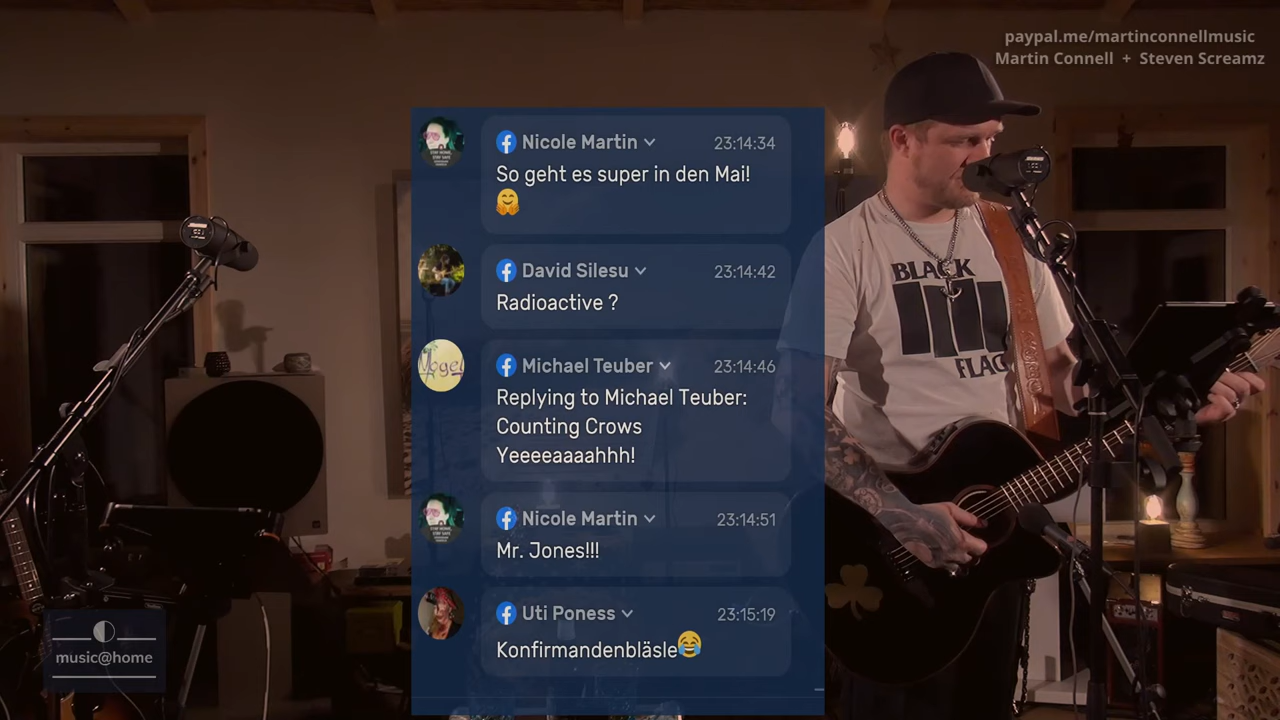 paypal.me/martinconnellmusic
Martin Connell + Steven Screamz
Nicole Martin 23:14:34
So geht es super in den Mai!
🤗
David Silesu 23:14:42
Radioactive ?
Michael Teuber 23:14:46
Replying to Michael Teuber:
Counting Crows
Yeeeeaaaahhh!
Nicole Martin 23:14:51
Mr. Jones!!!
Uti Poness 23:15:19
Konfirmandenbläsle😂
BLACK
FLAG
Vogel
music@home